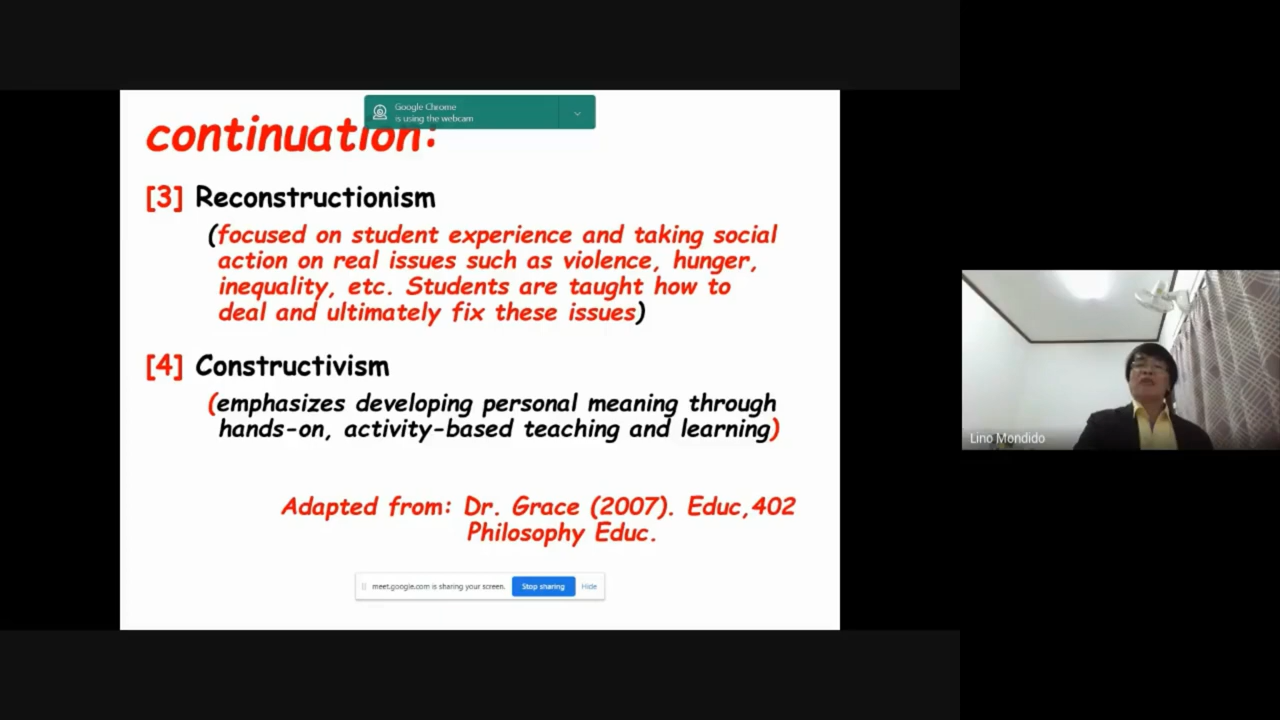 Google Chrome
is using the webcam
continuation:
[3] Reconstructionism
(focused on student experience and taking social
action on real issues such as violence, hunger,
inequality, etc. Students are taught how to
deal and ultimately fix these issues)
[4] Constructivism
(emphasizes developing personal meaning through
hands-on, activity-based teaching and learning)
Adapted from: Dr. Grace (2007). Educ,402
Philosophy Educ.
meet.google.com is sharing your screen. Stop sharing Hide
Lino Mondido